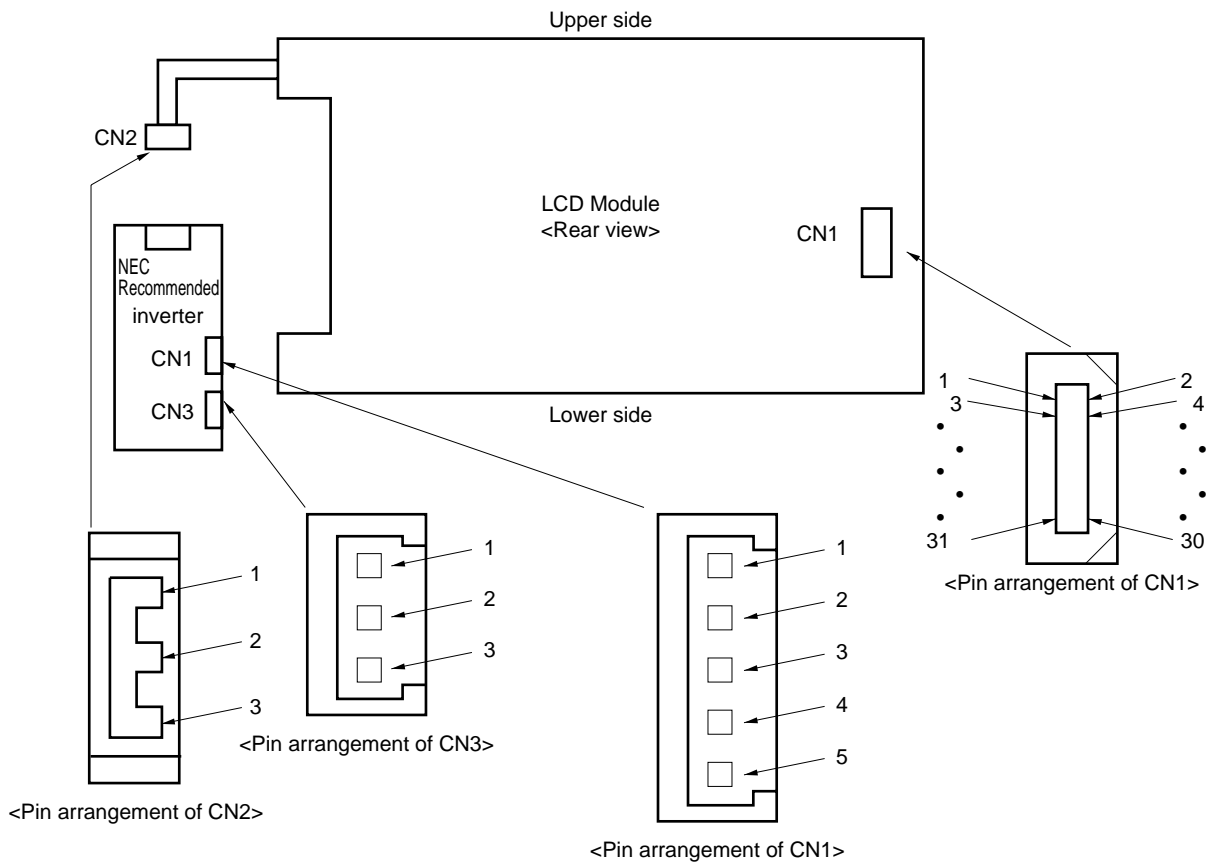 Upper side
CN2
LCD Module
<Rear view>
CN1
NEC
Recommended
inverter
CN1
CN3
Lower side
1
2
3
4
31
30
<Pin arrangement of CN1>
1
2
3
<Pin arrangement of CN2>
1
2
3
<Pin arrangement of CN3>
1
2
3
4
5
<Pin arrangement of CN1>